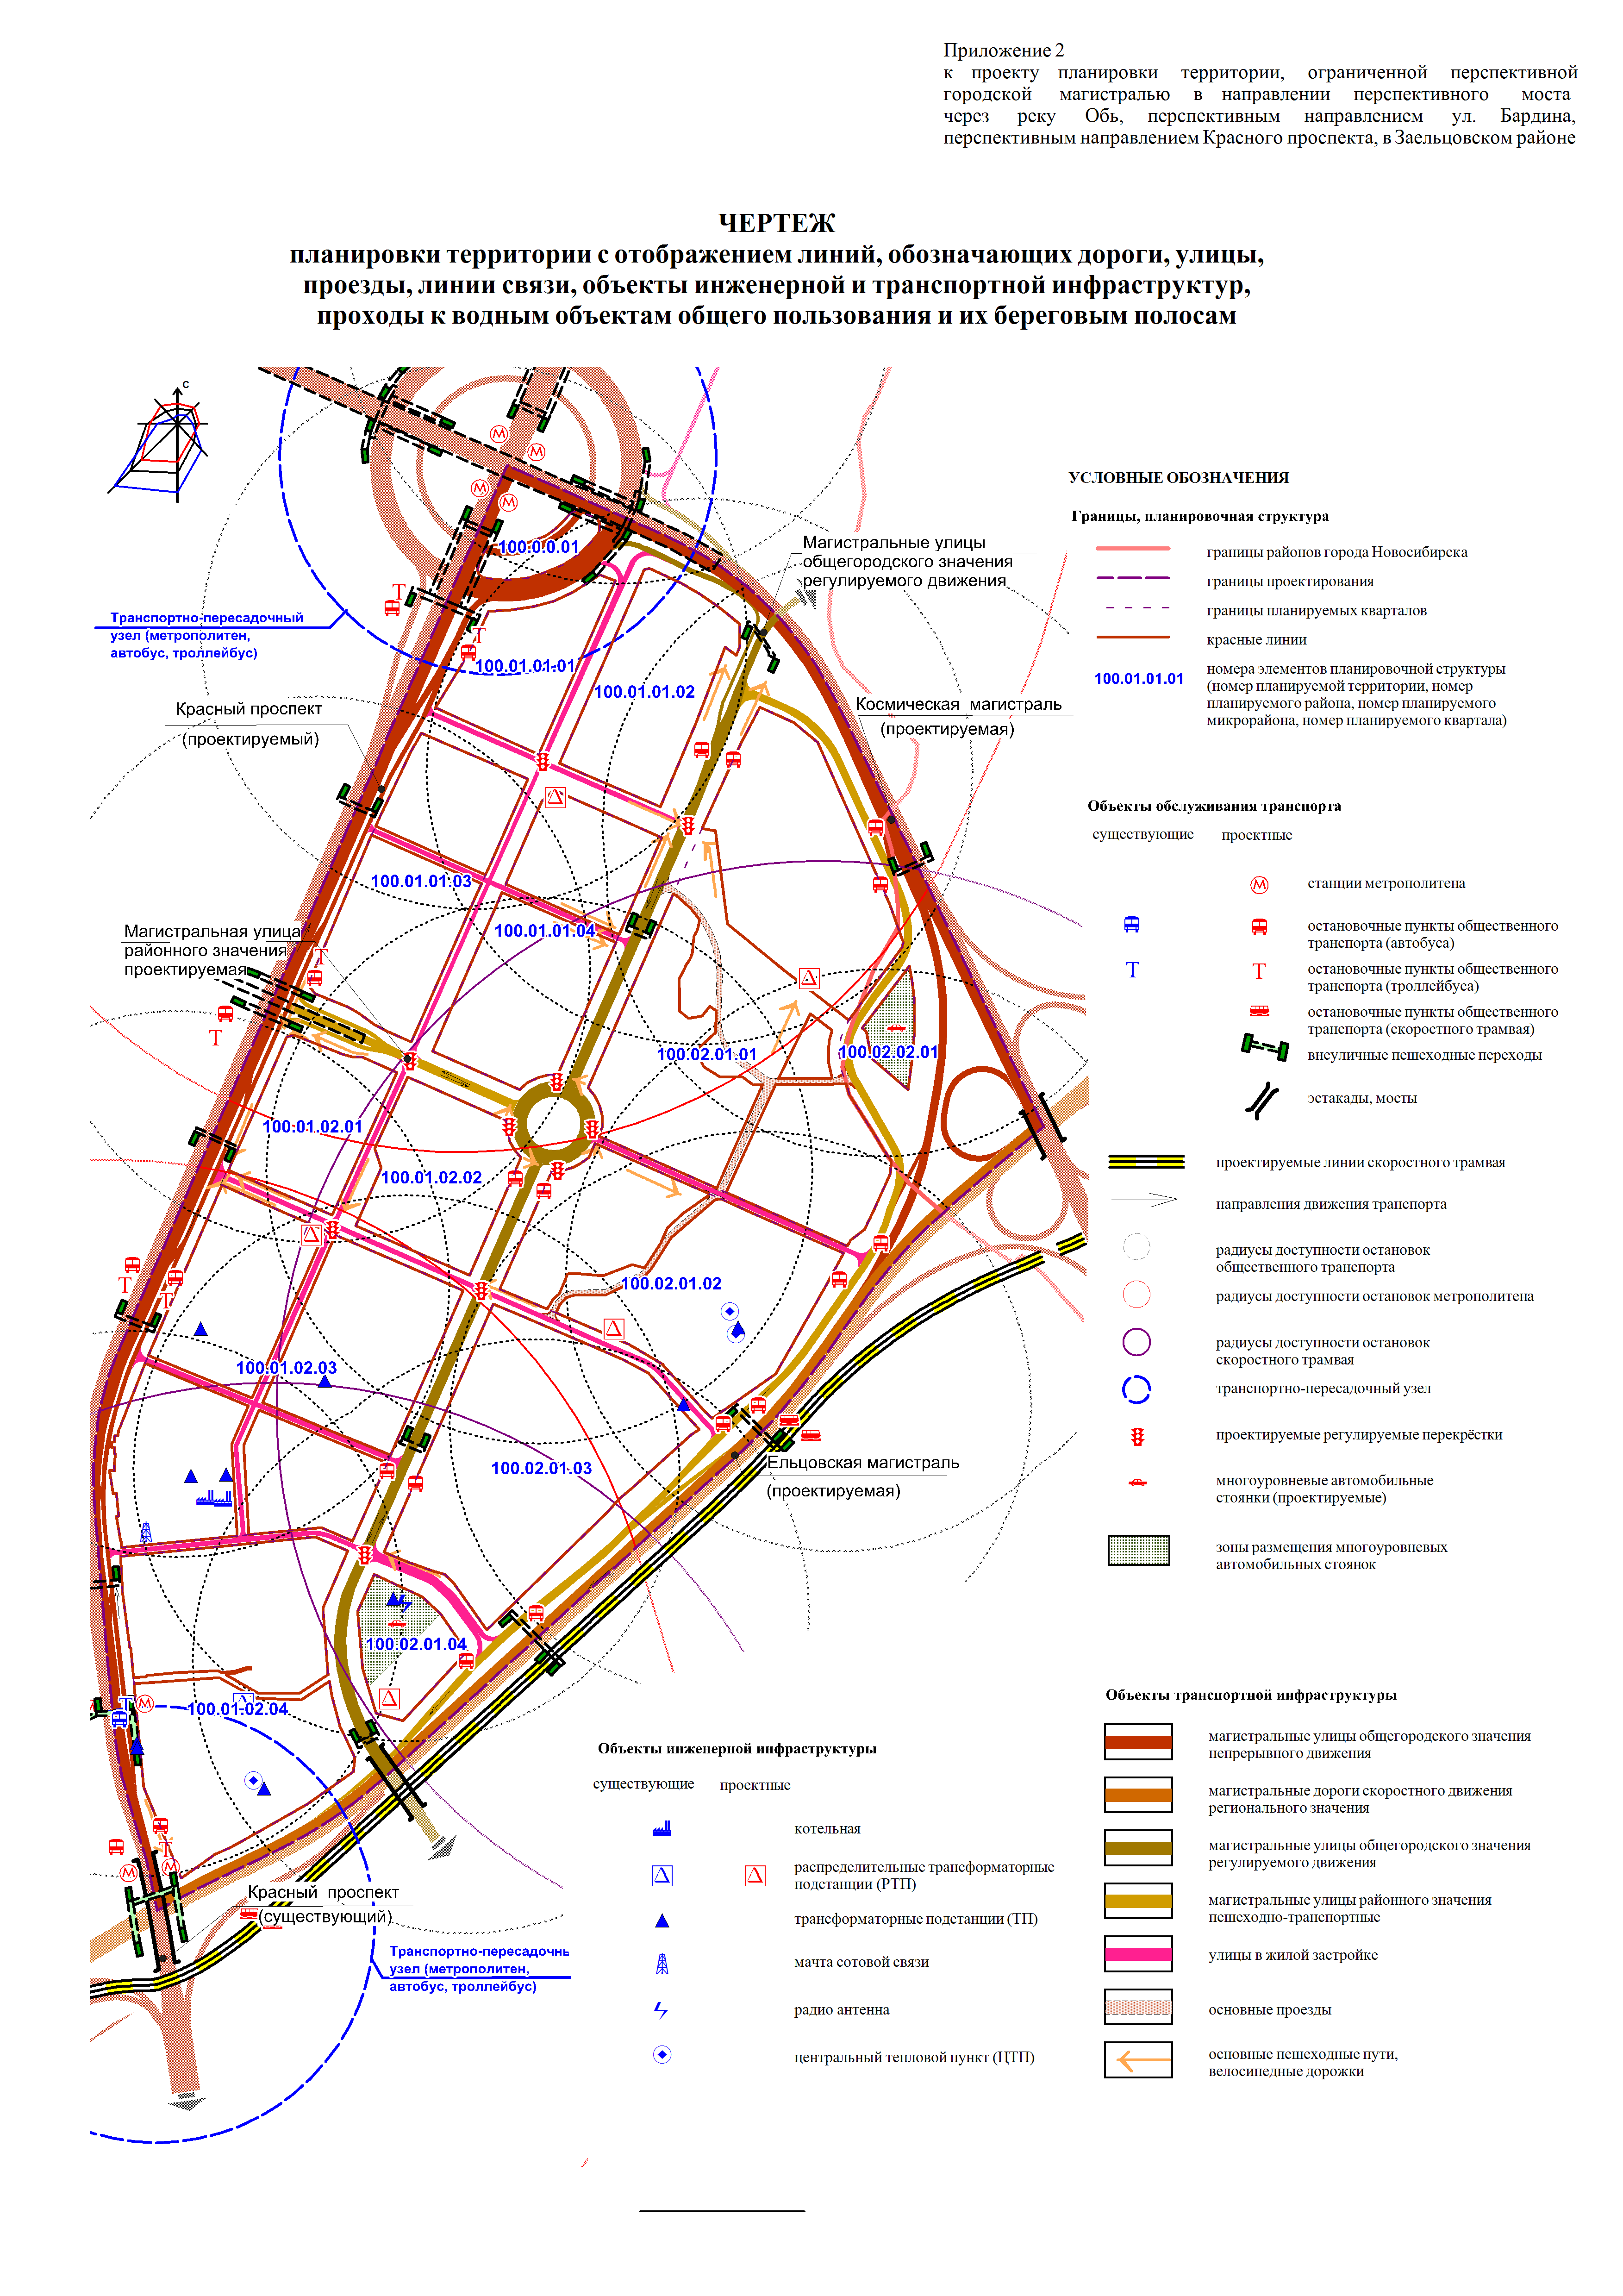 Приложение 2
к проекту планировки территории, ограниченной перспективной
городской магистралью в направлении перспективного моста
через реку Обь, перспективным направлением ул. Бардина,
перспективным направлением Красного проспекта, в Заельцовском районе
ЧЕРТЕЖ
планировки территории с отображением линий, обозначающих дороги, улицы,
проезды, линии связи, объекты инженерной и транспортной инфраструктур,
проходы к водным объектам общего пользования и их береговым полосам
С
100.0.0.01
Магистральные улицы
общегородского значения
регулируемого движения
Транспортно-пересадочный
узел (метрополитен,
автобус, троллейбус)
100.01.01.01
100.01.01.02
Красный проспект
(проектируемый)
Космическая магистраль
(проектируемая)
100.01.01.03
100.01.01.04
Магистральная улица
районного значения
проектируемая
100.02.01.01
100.02.02.01
100.01.02.01
100.01.02.02
100.02.01.02
100.01.02.03
100.02.01.03
Ельцовская магистраль
(проектируемая)
100.02.01.04
100.01.02.04
Красный проспект
(существующий)
Транспортно-пересадочнь
узел (метрополитен,
автобус, троллейбус)
УСЛОВНЫЕ ОБОЗНАЧЕНИЯ
Границы, планировочная структура
границы районов города Новосибирска
границы проектирования
границы планируемых кварталов
красные линии
100.01.01.01
номера элементов планировочной структуры
(номер планируемой территории, номер
планируемого района, номер планируемого
микрорайона, номер планируемого квартала)
Объекты обслуживания транспорта
существующие проектные
станции метрополитена
остановочные пункты общественного
транспорта (автобуса)
Т Т остановочные пункты общественного
транспорта (троллейбуса)
остановочные пункты общественного
транспорта (скоростного трамвая)
внеуличные пешеходные переходы
эстакады, мосты
проектируемые линии скоростного трамвая
направления движения транспорта
радиусы доступности остановок
общественного транспорта
радиусы доступности остановок метрополитена
радиусы доступности остановок
скоростного трамвая
транспортно-пересадочный узел
проектируемые регулируемые перекрёстки
многоуровневые автомобильные
стоянки (проектируемые)
зоны размещения многоуровневых
автомобильных стоянок
Объекты транспортной инфраструктуры
магистральные улицы общегородского значения
непрерывного движения
магистральные дороги скоростного движения
регионального значения
магистральные улицы общегородского значения
регулируемого движения
магистральные улицы районного значения
пешеходно-транспортные
улицы в жилой застройке
основные проезды
основные пешеходные пути,
велосипедные дорожки
Объекты инженерной инфраструктуры
существующие проектные
котельная
распределительные трансформаторные
подстанции (РТП)
трансформаторные подстанции (ТП)
мачта сотовой связи
радио антенна
центральный тепловой пункт (ЦТП)